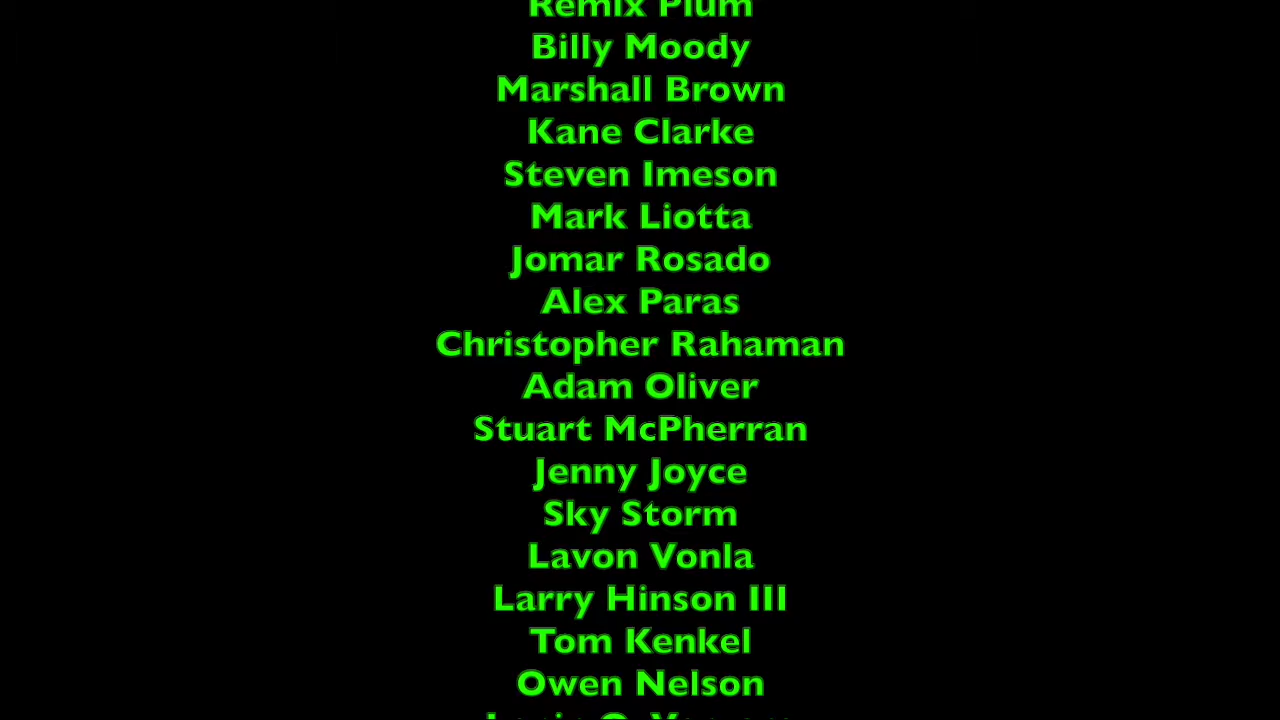 Remix Plum
Billy Moody
Marshall Brown
Kane Clarke
Steven Imeson
Mark Liotta
Jomar Rosado
Alex Paras
Christopher Rahaman
Adam Oliver
Stuart McPherran
Jenny Joyce
Sky Storm
Lavon Vonla
Larry Hinson III
Tom Kenkel
Owen Nelson